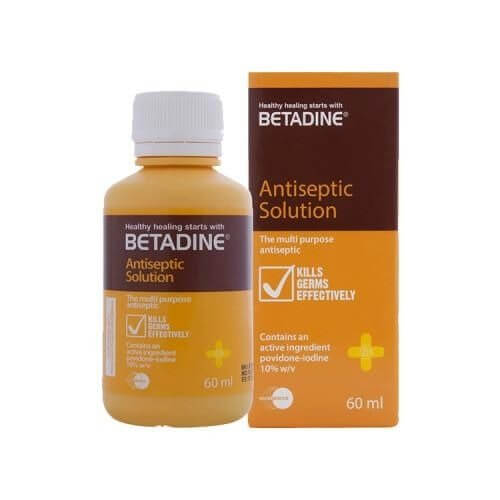 Healthy healing starts with
BETADINE®
Antiseptic
Solution
The multi purpose
antiseptic
KILLS
GERMS
EFFECTIVELY
Contains an
active ingredient
povidone-iodine
10% w/v
60 ml
Healthy healing starts with
BETADINE®
Antiseptic
Solution
The multi purpose
antiseptic
KILLS
GERMS
EFFECTIVELY
Contains an
active ingredient
povidone-iodine
10% w/v
60 ml